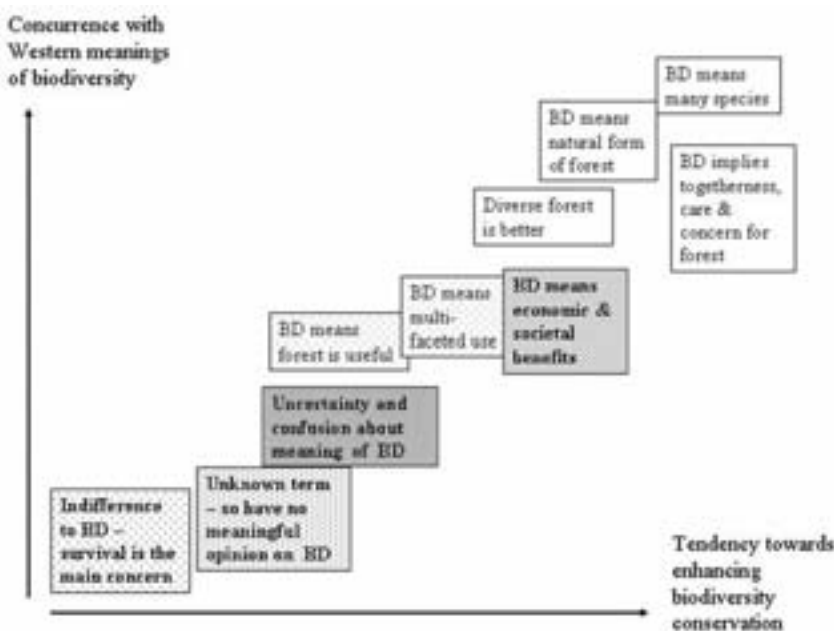 Concurrence with
Western meanings
of biodiversity
BD means
many species
BD means
natural form
of forest
BD implies
togetherness,
care &
concern for
forest
Diverse forest
is better
BD means
multi-
faceted use
BD means
economic &
societal
benefits
BD means
forest is useful
Uncertainty and
confusion about
meaning of BD
Unknown term
– so have no
meaningful
opinion on BD
Indifference
to BD –
survival is the
main concern
Tendency towards
enhancing
biodiversity
conservation